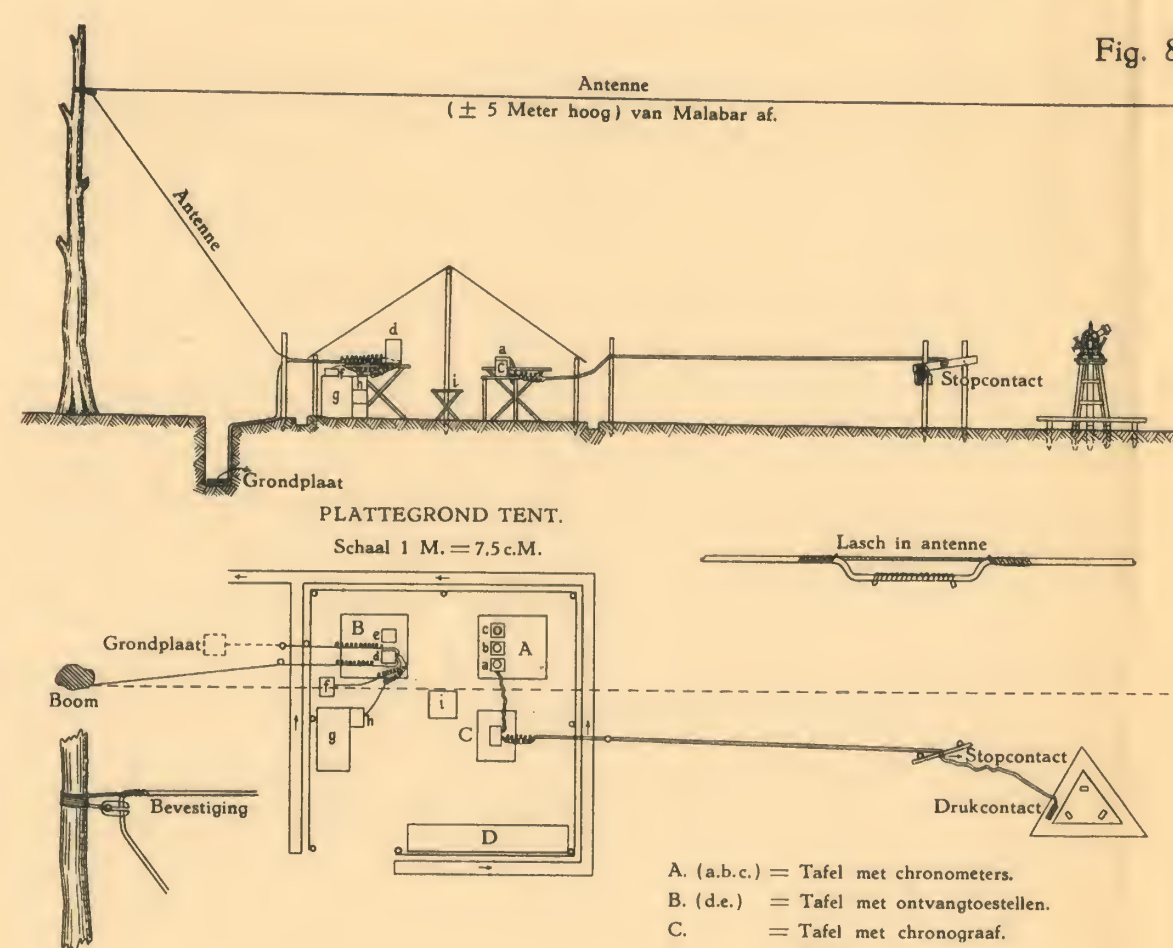 Fig. 8
Antenne
(± 5 Meter hoog) van Malabar af.
Antenne
d
a
c
f
h
g
i
Stopcontact
Grondplaat
PLATTEGROND TENT.
Schaal 1 M. = 7,5 c.M.
Lasch in antenne
B
e
d
c
b
a
A
Grondplaat
Boom
f
g
h
i
C
Stopcontact
Drukcontact
Bevestiging
D
A. (a.b.c.) = Tafel met chronometers.
B. (d.e.) = Tafel met ontvangtoestellen.
C. = Tafel met chronograaf.